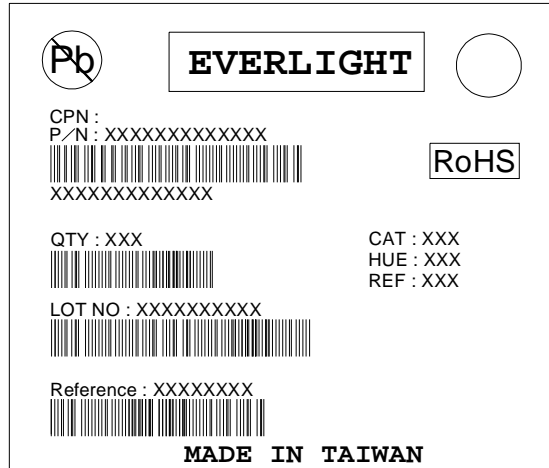 Pb
EVERLIGHT
CPN :
P/N : XXXXXXXXXXXXX
RoHS
XXXXXXXXXXXXX
QTY : XXX
CAT : XXX
HUE : XXX
REF : XXX
LOT NO : XXXXXXXXXX
Reference : XXXXXXXX
MADE IN TAIWAN